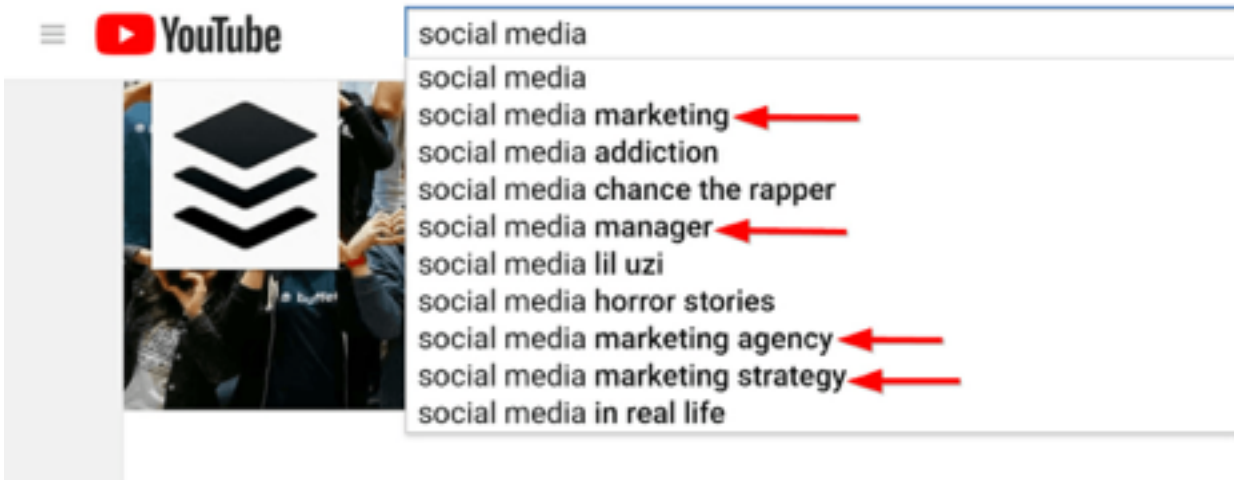 YouTube
social media
social media
social media marketing
social media addiction
social media chance the rapper
social media manager
social media lil uzi
social media horror stories
social media marketing agency
social media marketing strategy
social media in real life